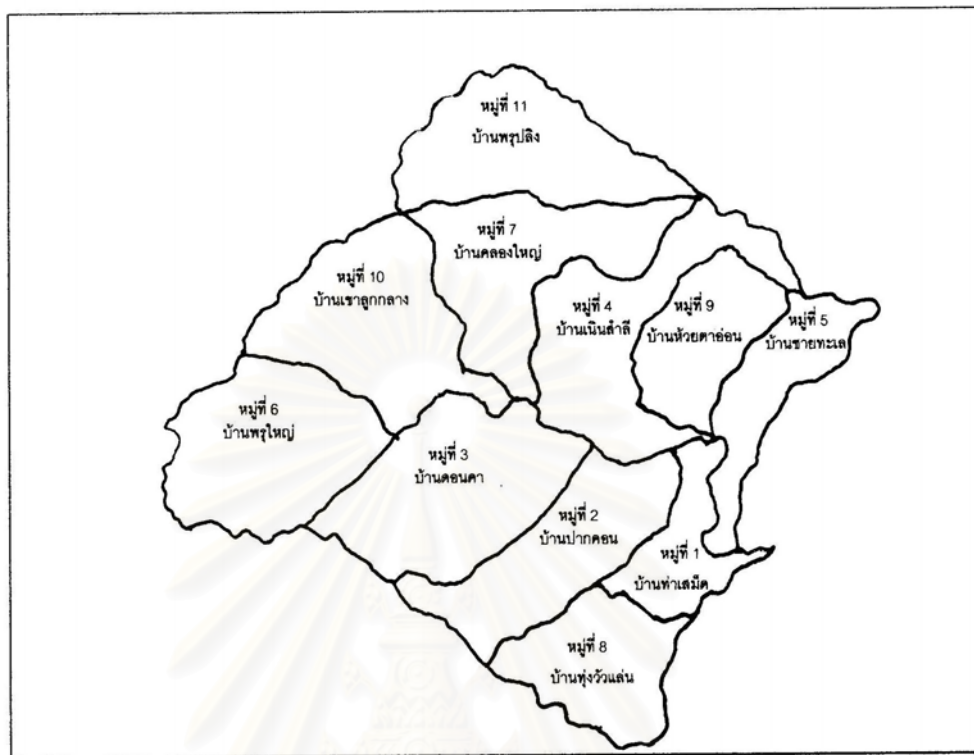 หมู่ที่ 11
บ้านพรุปลิง
หมู่ที่ 7
บ้านคลองใหญ่
หมู่ที่ 10
บ้านเขาลูกกลาง
หมู่ที่ 4
บ้านเนินสำลี
หมู่ที่ 9
บ้านห้วยตาอ่อน
หมู่ที่ 5
บ้านชายทะเล
หมู่ที่ 6
บ้านพรุใหญ่
หมู่ที่ 3
บ้านดอนตา
หมู่ที่ 2
บ้านปากดอน
หมู่ที่ 1
บ้านท่าเสม็ด
หมู่ที่ 8
บ้านทุ่งวัวแล่น